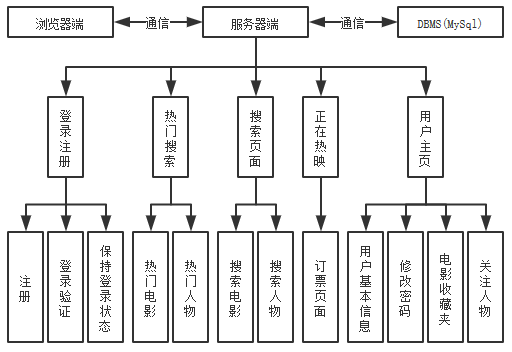 浏览器端
通信
服务器端
通信
DBMS(MySql)
登录注册
热门搜索
搜索页面
正在热映
用户主页
注册
登录验证
保持登录状态
热门电影
热门人物
搜索电影
搜索人物
订票页面
用户基本信息
修改密码
电影收藏夹
关注人物